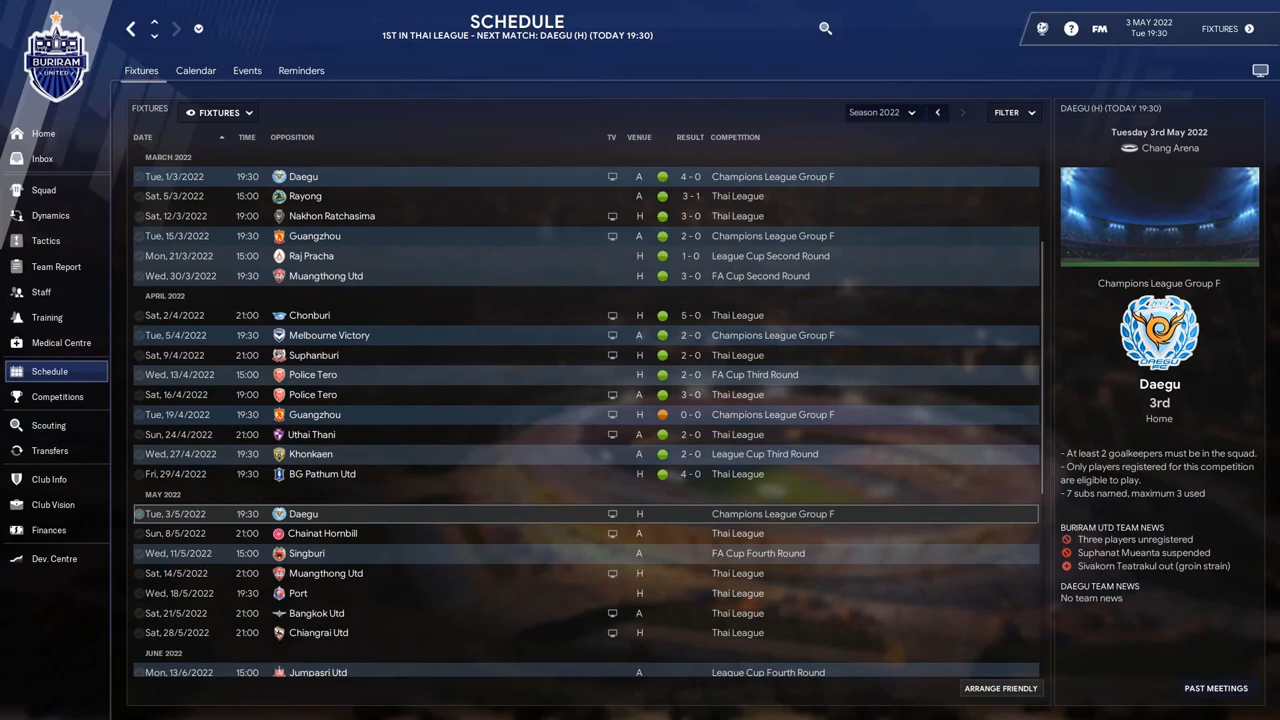 SCHEDULE
1ST IN THAI LEAGUE - NEXT MATCH: DAEGU (H) (TODAY 19:30)
? FM 3 MAY 2022 FIXTURES
Tue 19:30
BURIRAM
UNITED
Fixtures Calendar Events Reminders
FIXTURES FIXTURES Season 2022 FILTER
DATE TIME OPPOSITION TV VENUE RESULT COMPETITION
MARCH 2022
Tue, 1/3/2022 19:30 Daegu A 4 - 0 Champions League Group F
Sat, 5/3/2022 15:00 Rayong A 3 - 1 Thai League
Sat, 12/3/2022 19:00 Nakhon Ratchasima H 3 - 0 Thai League
Tue, 15/3/2022 19:30 Guangzhou A 2 - 0 Champions League Group F
Mon, 21/3/2022 15:00 Raj Pracha H 1 - 0 League Cup Second Round
Wed, 30/3/2022 19:30 Muangthong Utd H 3 - 0 FA Cup Second Round
APRIL 2022
Sat, 2/4/2022 21:00 Chonburi H 5 - 0 Thai League
Tue, 5/4/2022 19:30 Melbourne Victory A 2 - 0 Champions League Group F
Sat, 9/4/2022 21:00 Suphanburi H 2 - 0 Thai League
Wed, 13/4/2022 15:00 Police Tero H 2 - 0 FA Cup Third Round
Sat, 16/4/2022 19:00 Police Tero A 3 - 0 Thai League
Tue, 19/4/2022 19:30 Guangzhou H 0 - 0 Champions League Group F
Sun, 24/4/2022 21:00 Uthai Thani A 2 - 0 Thai League
Wed, 27/4/2022 19:30 Khonkaen A 2 - 0 League Cup Third Round
Fri, 29/4/2022 19:30 BG Pathum Utd H 4 - 0 Thai League
MAY 2022
Tue, 3/5/2022 19:30 Daegu H Champions League Group F
Sun, 8/5/2022 21:00 Chainat Hornbill A Thai League
Wed, 11/5/2022 15:00 Singburi A FA Cup Fourth Round
Sat, 14/5/2022 21:00 Muangthong Utd H Thai League
Wed, 18/5/2022 19:30 Port H Thai League
Sat, 21/5/2022 21:00 Bangkok Utd A Thai League
Sat, 28/5/2022 21:00 Chiangrai Utd H Thai League
JUNE 2022
Mon, 13/6/2022 15:00 Jumpasri Utd A League Cup Fourth Round
ARRANGE FRIENDLY
Home
Inbox
Squad
Dynamics
Tactics
Team Report
Staff
Training
Medical Centre
Schedule
Competitions
Scouting
Transfers
Club Info
Club Vision
Finances
Dev. Centre
DAEGU (H) (TODAY 19:30)
Tuesday 3rd May 2022
Chang Arena
Champions League Group F
DAEGU FC
Daegu
3rd
Home
- At least 2 goalkeepers must be in the squad.
- Only players registered for this competition
are eligible to play.
- 7 subs named, maximum 3 used
BURIRAM UTD TEAM NEWS
Three players unregistered
Suphanat Mueanta suspended
Sivakorn Teatrakul out (groin strain)
DAEGU TEAM NEWS
No team news
PAST MEETINGS